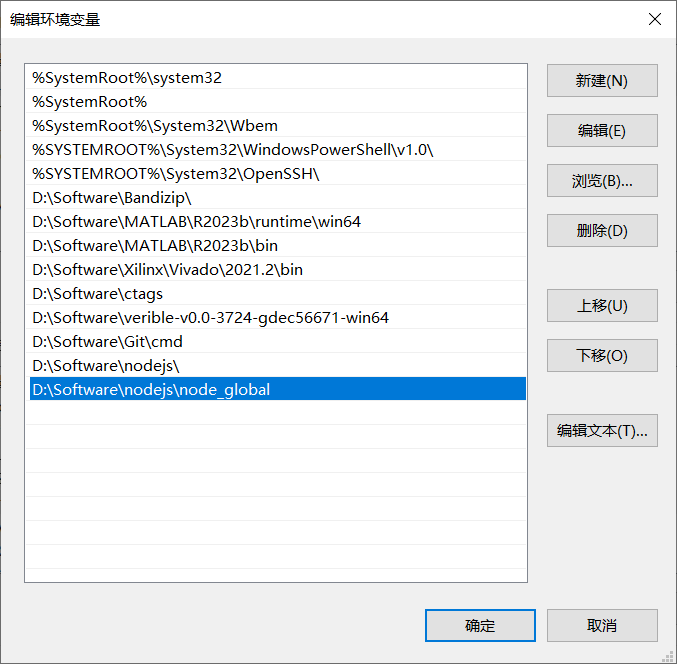 编辑环境变量
%SystemRoot%\system32
%SystemRoot%
%SystemRoot%\System32\Wbem
%SYSTEMROOT%\System32\WindowsPowerShell\v1.0\
%SYSTEMROOT%\System32\OpenSSH\
D:\Software\Bandizip\
D:\Software\MATLAB\R2023b\runtime\win64
D:\Software\MATLAB\R2023b\bin
D:\Software\Xilinx\Vivado\2021.2\bin
D:\Software\ctags
D:\Software\verible-v0.0-3724-gdec56671-win64
D:\Software\Git\cmd
D:\Software\nodejs\
D:\Software\nodejs\node_global
新建(N)
编辑(E)
浏览(B)...
删除(D)
上移(U)
下移(O)
编辑文本(T)...
确定
取消